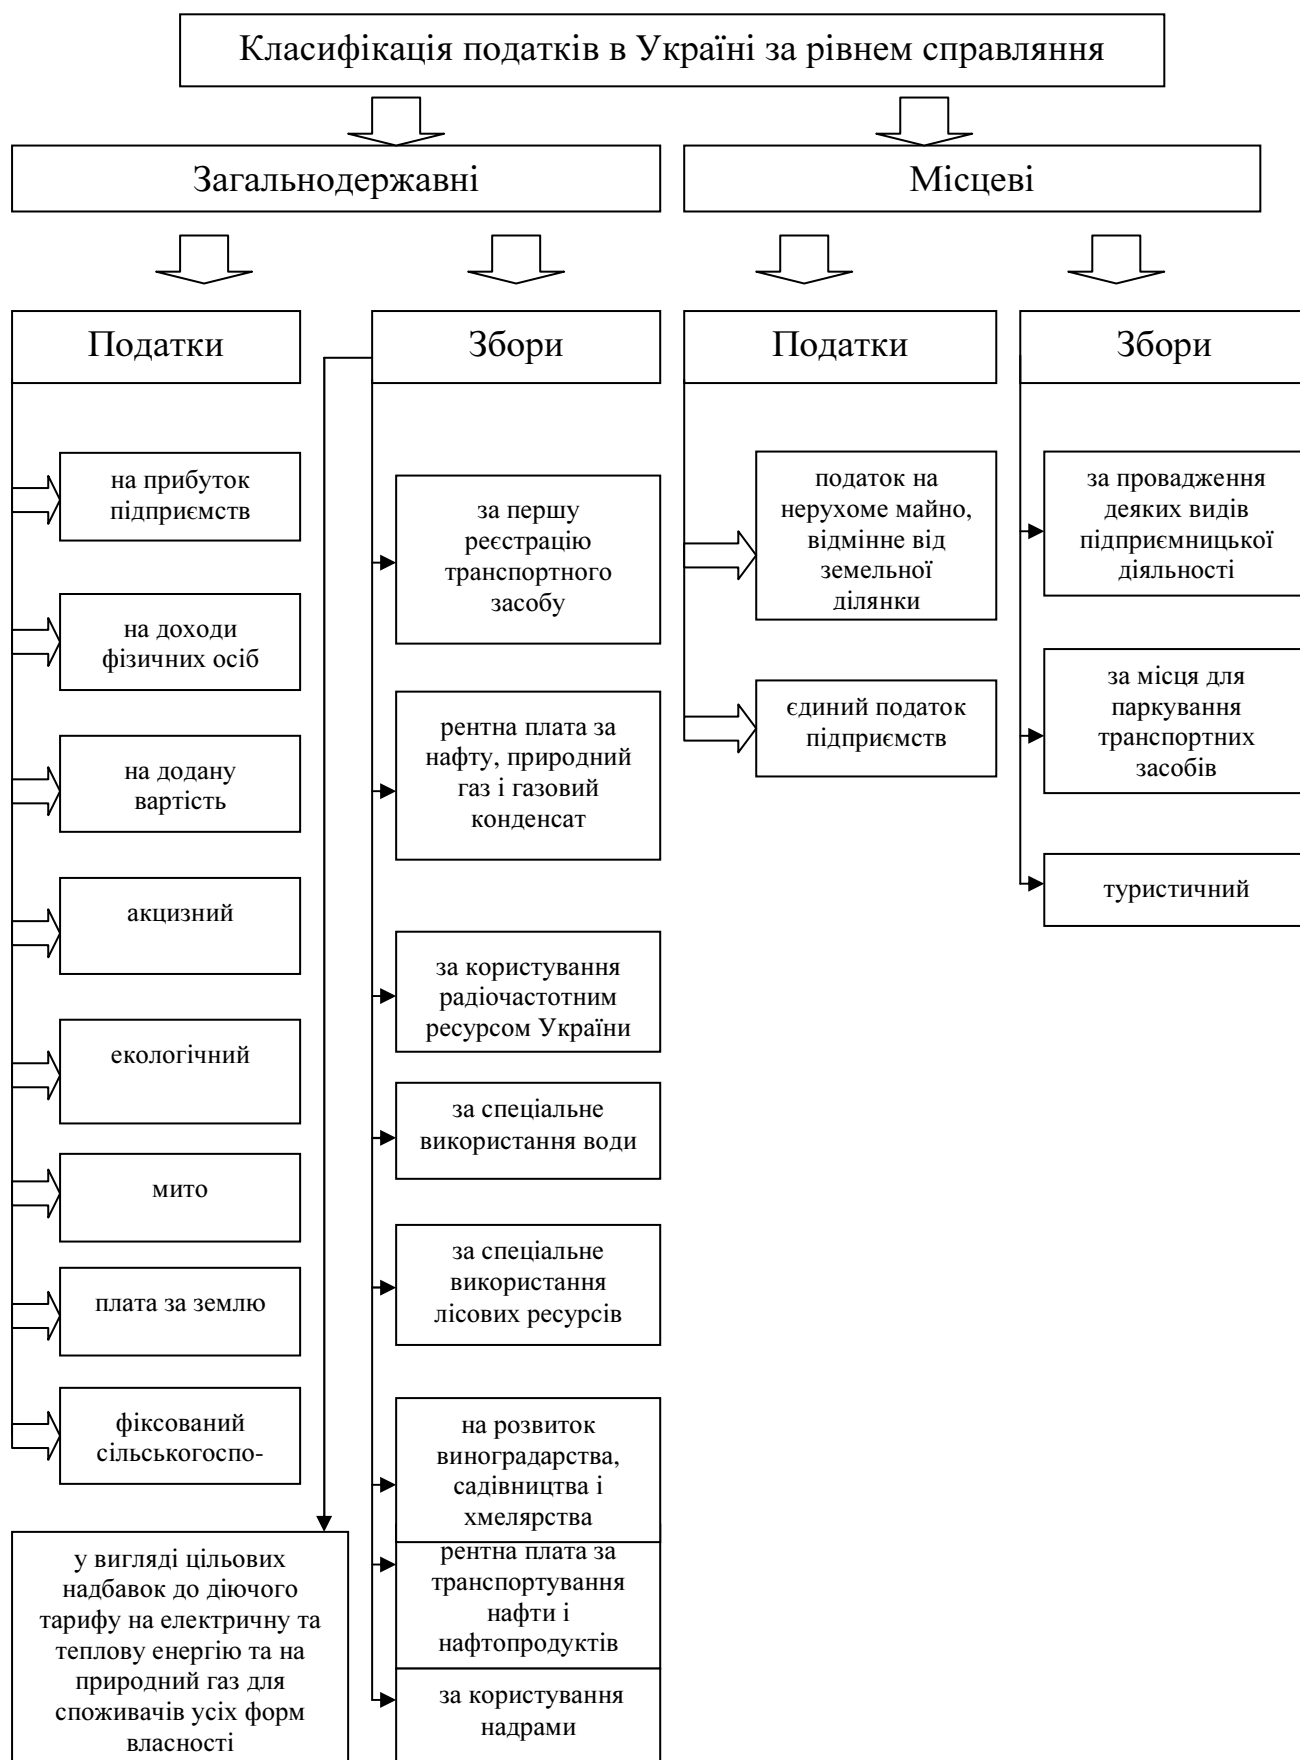 Класифікація податків в Україні за рівнем справляння
Загальнодержавні
Місцеві
Податки
Збори
Податки
Збори
на прибуток
підприємств
на доходи
фізичних осіб
на додану
вартість
акцизний
екологічний
мито
плата за землю
фіксований
сільськогоспо-
у вигляді цільових
надбавок до діючого
тарифу на електричну та
теплову енергію та на
природний газ для
споживачів усіх форм
власності
за першу
реєстрацію
транспортного
засобу
рентна плата за
нафту, природний
газ і газовий
конденсат
за користування
радіочастотним
ресурсом України
за спеціальне
використання води
за спеціальне
використання
лісових ресурсів
на розвиток
виноградарства,
садівництва і
хмелярства
рентна плата за
транспортування
нафти і
нафтопродуктів
за користування
надрами
податок на
нерухоме майно,
відмінне від
земельної
ділянки
єдиний податок
підприємств
за провадження
деяких видів
підприємницької
діяльності
за місця для
паркування
транспортних
засобів
туристичний